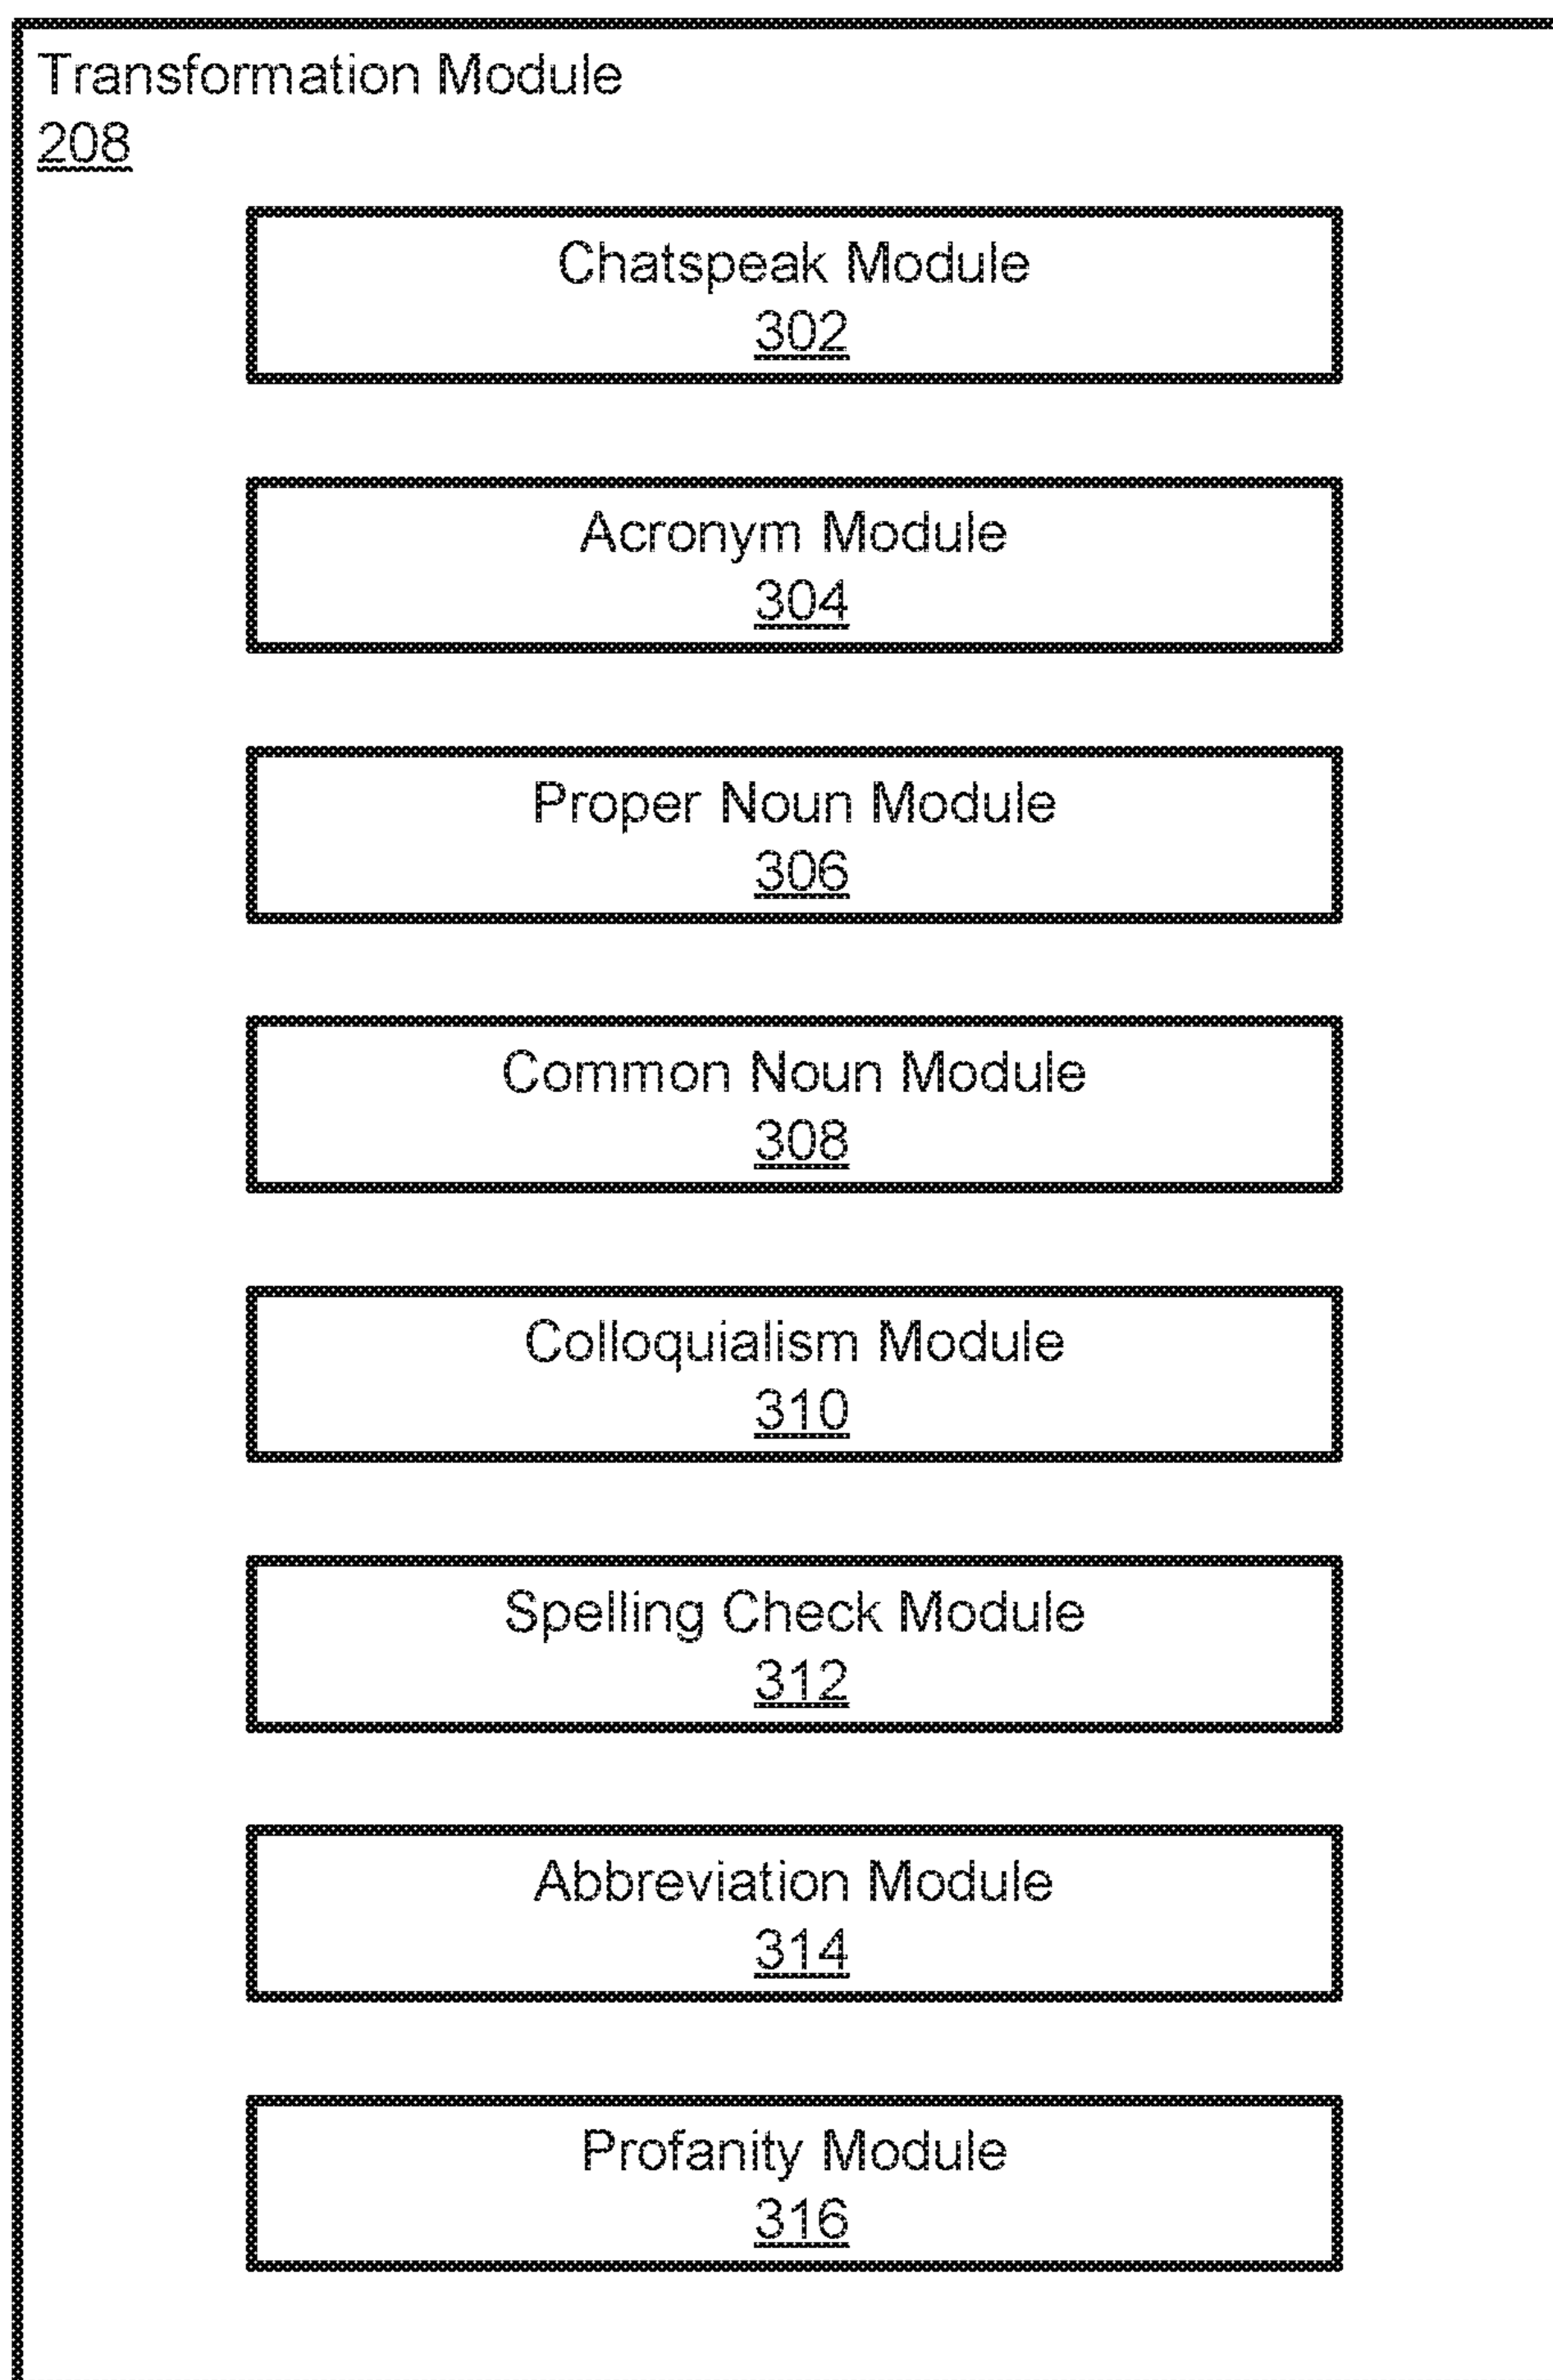 Transformation Module
208
Chatspeak Module
302
Acronym Module
304
Proper Noun Module
306
Common Noun Module
308
Colloquialism Module
310
Spelling Check Module
312
Abbreviation Module
314
Profanity Module
316